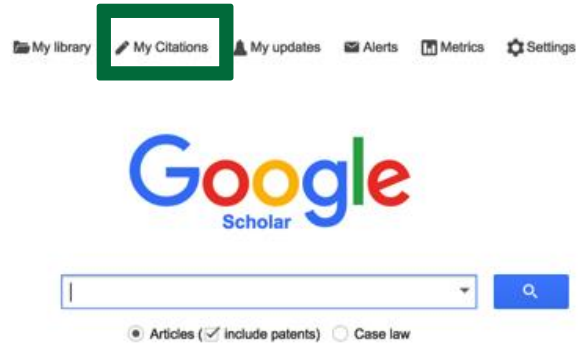 My library My Citations My updates Alerts Metrics Settings
Google
Scholar
Articles ( include patents) Case law